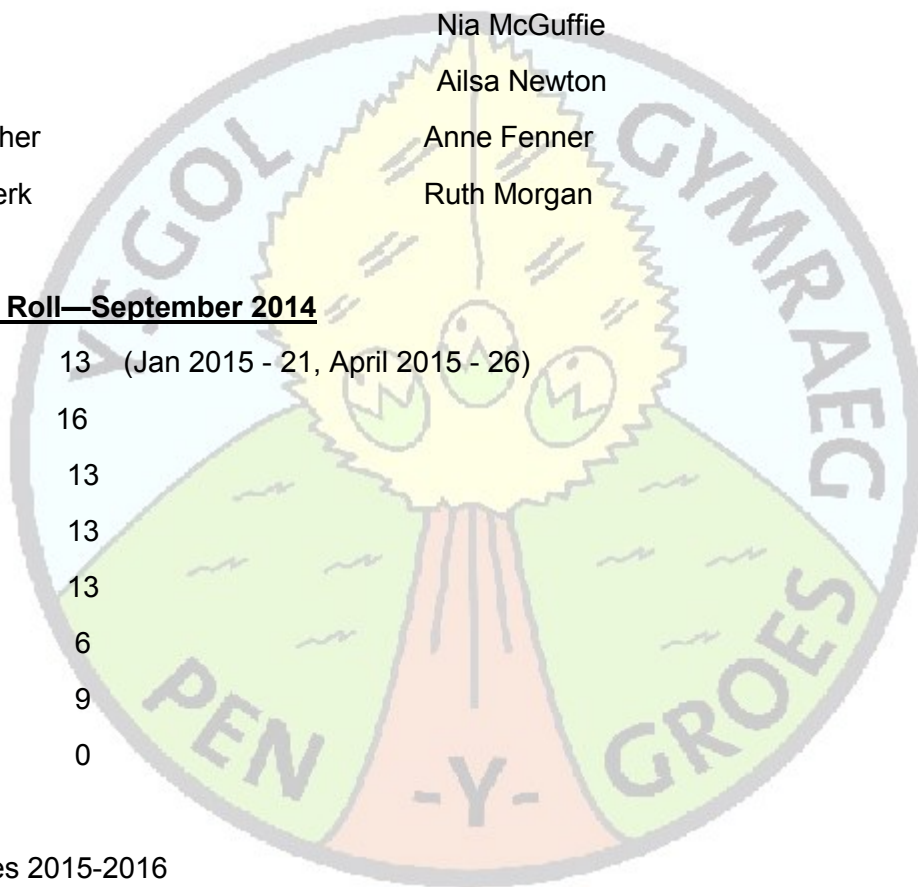 Nia McGuffie
Ailsa Newton
her Anne Fenner
erk Ruth Morgan
Roll—September 2014
13 (Jan 2015 - 21, April 2015 - 26)
16
13
13
13
6
9
0
es 2015-2016
YSGOL GYMRAEG
PEN -Y- GROES